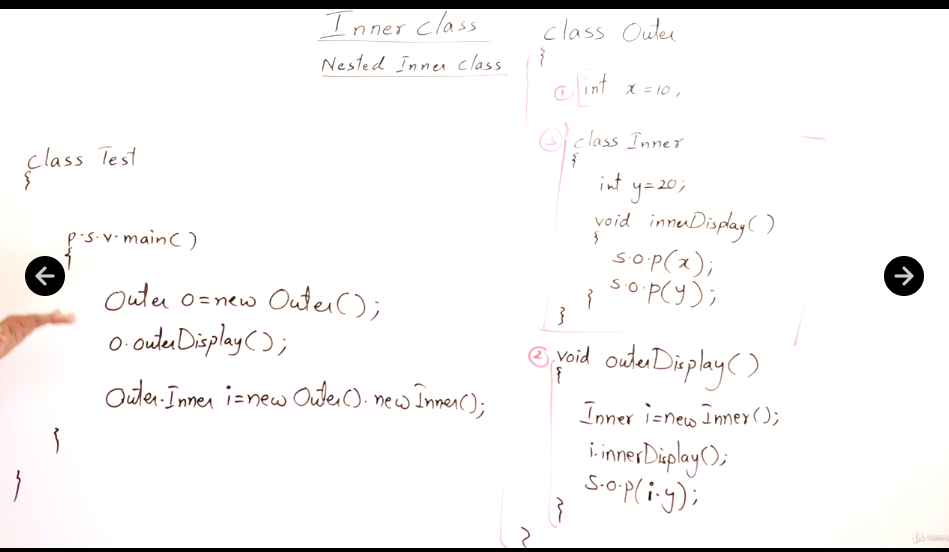 Inner class
Nested Inner class
class Test
{
p.s.v.main()
{
Outer o=new Outer();
o.outerDisplay();
Outer.Inner i=new Outer().new Inner();
}
}
class Outer
{
① int x=10;
③ class Inner
{
int y=20;
void innerDisplay()
{
s.o.p(x);
s.o.p(y);
}
}
② void outerDisplay()
{
Inner i=new Inner();
i.innerDisplay();
s.o.p(i.y);
}
}